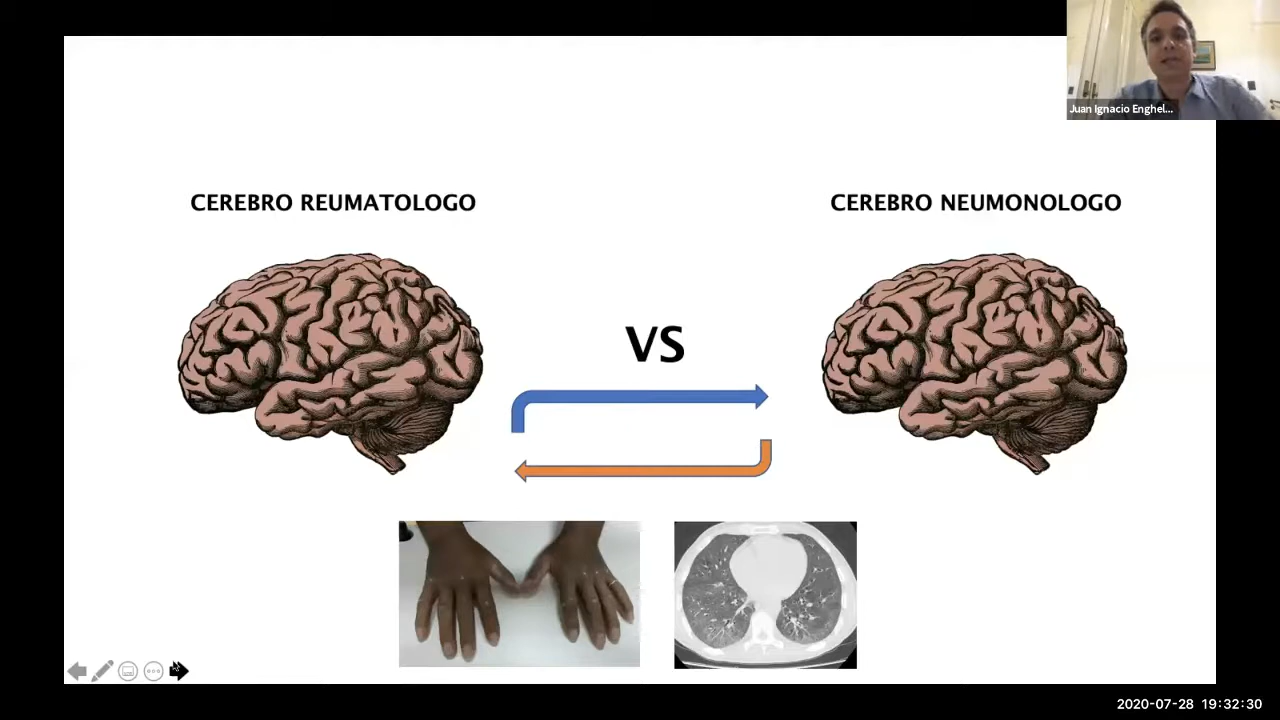 Juan Ignacio Enghel...
CEREBRO REUMATOLOGO
CEREBRO NEUMONOLOGO
VS
2020-07-28 19:32:30